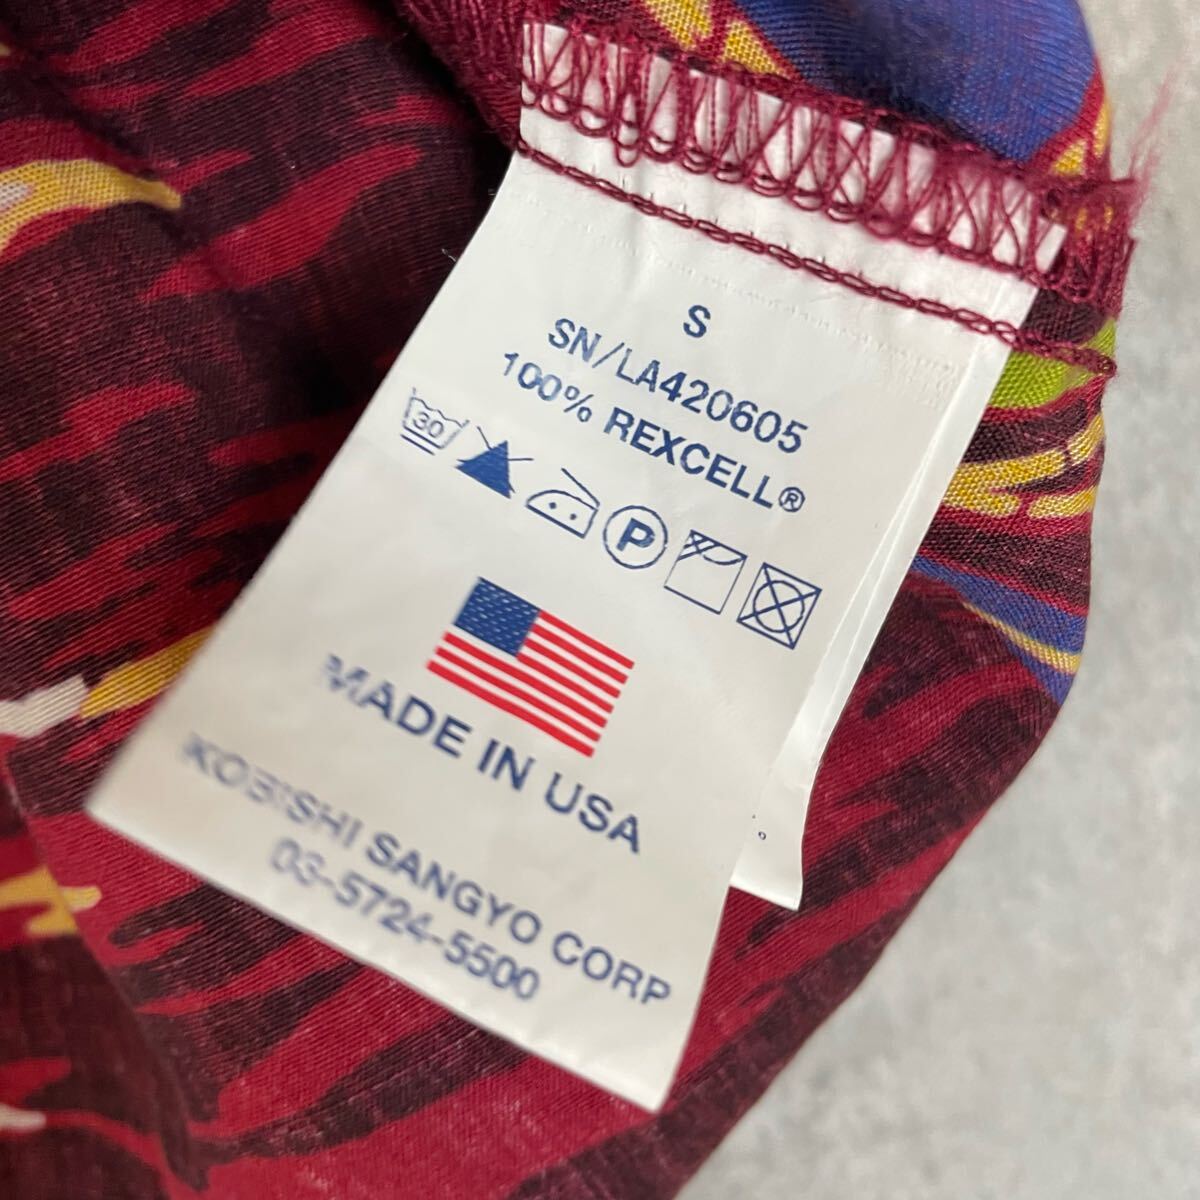 S
SN/LA420605
100% REXCELL®
30
P
MADE IN USA
KOBISHI SANGYO CORP
03-5724-5500